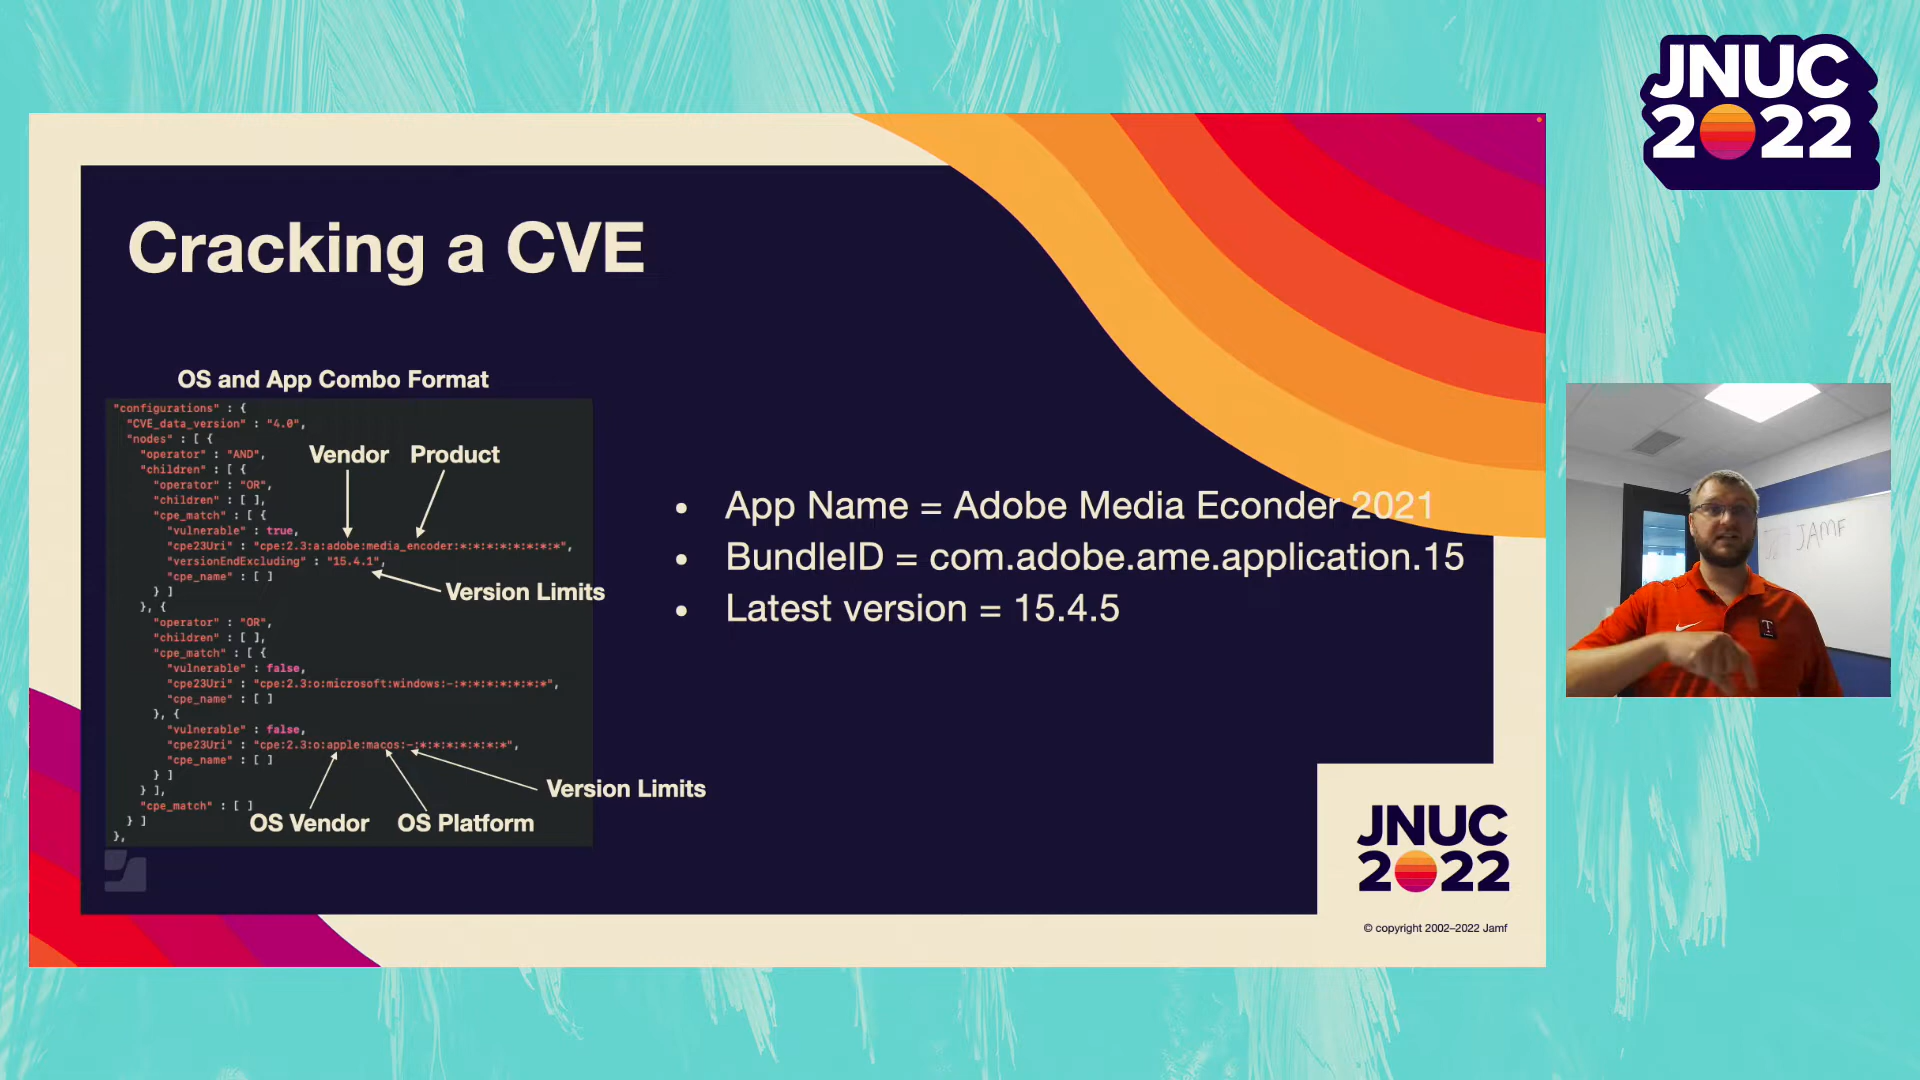 JNUC
2022
Cracking a CVE
OS and App Combo Format
"configurations" : {
"CVE_data_version" : "4.0",
"nodes" : [ {
"operator" : "AND",
"children" : [ {
"operator" : "OR",
"children" : [ ],
"cpe_match" : [ {
"vulnerable" : true,
"cpe23Uri" : "cpe:2.3:a:adobe:media_encoder:*:*:*:*:*:*:*:*",
"versionEndExcluding" : "15.4.1",
"cpe_name" : [ ]
} ]
}, {
"operator" : "OR",
"children" : [ ],
"cpe_match" : [ {
"vulnerable" : false,
"cpe23Uri" : "cpe:2.3:o:microsoft:windows:-:*:*:*:*:*:*:*",
"cpe_name" : [ ]
}, {
"vulnerable" : false,
"cpe23Uri" : "cpe:2.3:o:apple:macos:-:*:*:*:*:*:*:*",
"cpe_name" : [ ]
} ]
} ],
"cpe_match" : [ ]
} ]
},
Vendor Product
Version Limits
Version Limits
OS Vendor OS Platform
• App Name = Adobe Media Econder 2021
• BundleID = com.adobe.ame.application.15
• Latest version = 15.4.5
JAMF
JNUC
2022
© copyright 2002–2022 Jamf